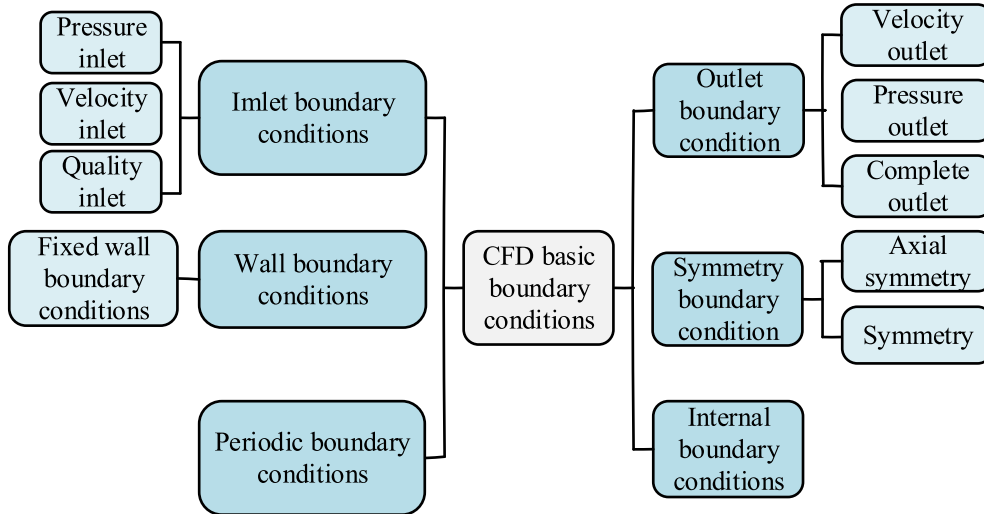 Pressure
inlet
Velocity
inlet
Quality
inlet
Imlet boundary
conditions
Fixed wall
boundary
conditions
Wall boundary
conditions
Periodic boundary
conditions
CFD basic
boundary
conditions
Outlet
boundary
condition
Velocity
outlet
Pressure
outlet
Complete
outlet
Symmetry
boundary
condition
Axial
symmetry
Symmetry
Internal
boundary
conditions